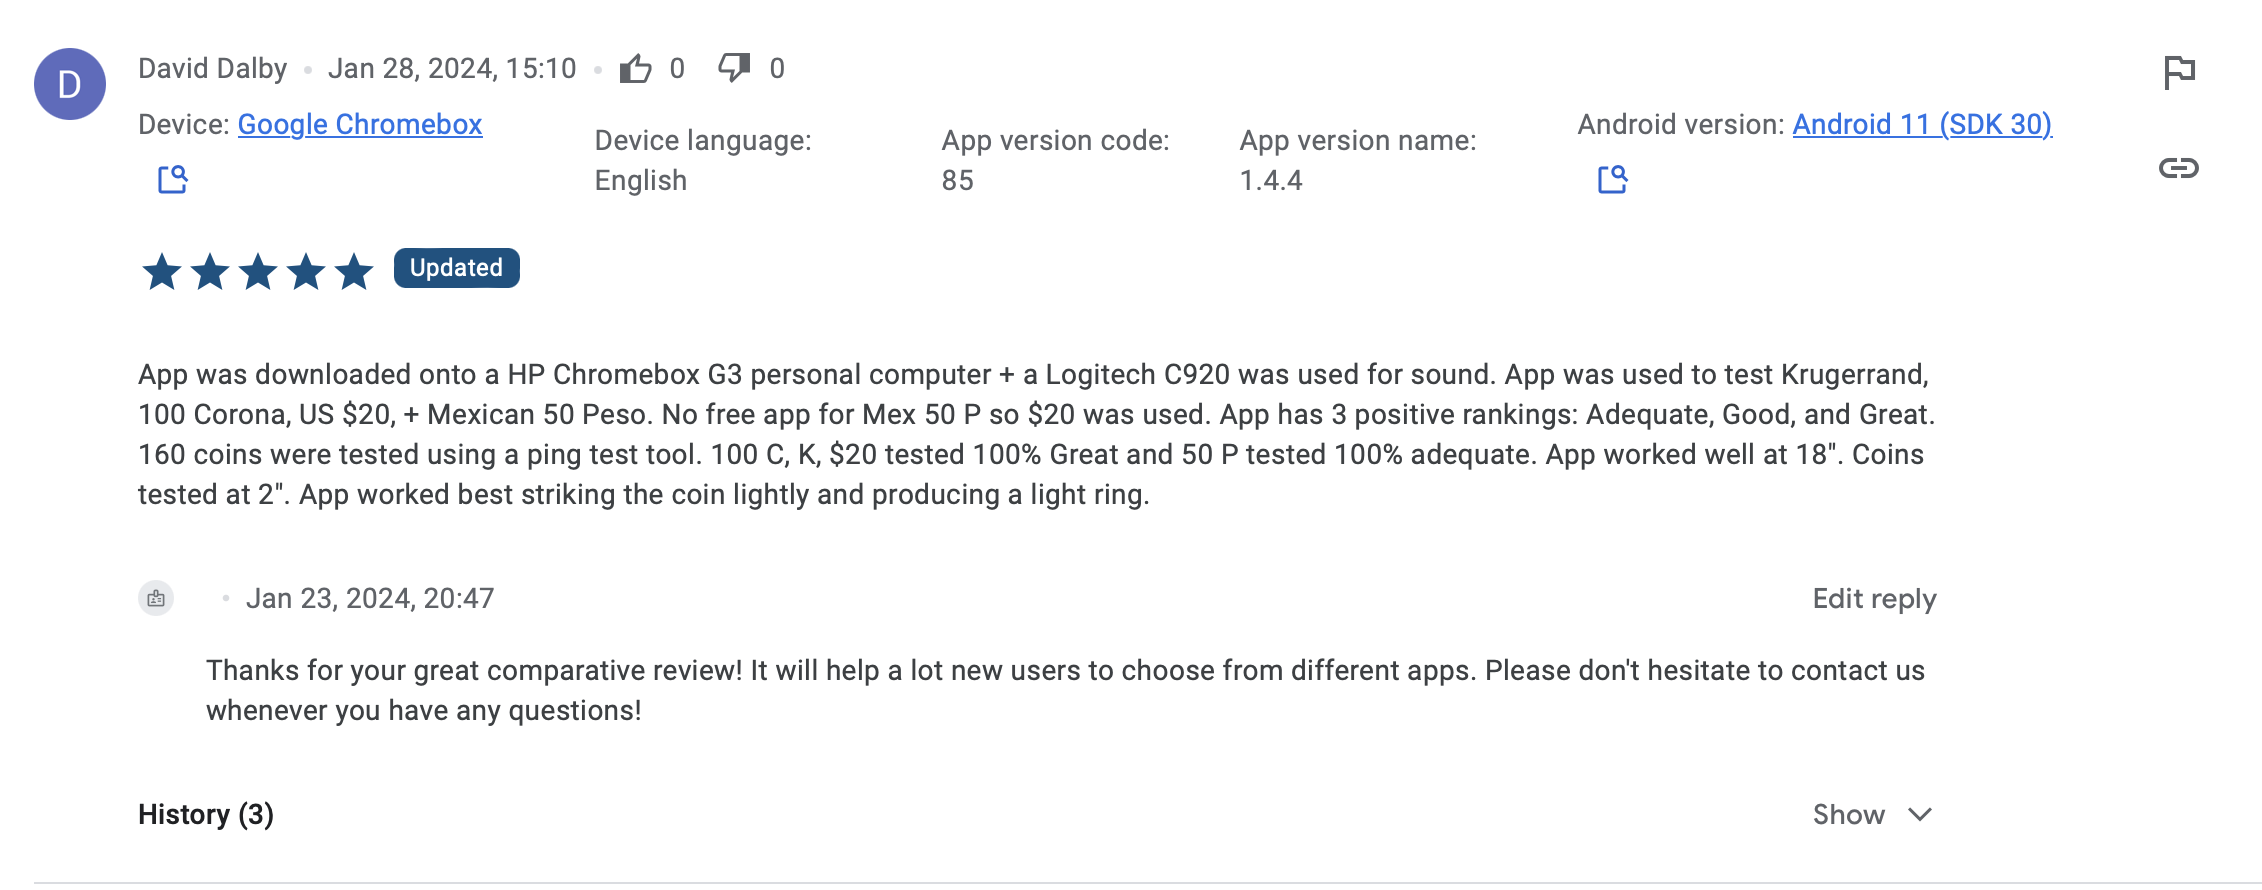 D
David Dalby • Jan 28, 2024, 15:10 • 0 0
Device: Google Chromebox
Device language:
English
App version code:
85
App version name:
1.4.4
Android version: Android 11 (SDK 30)
Updated
App was downloaded onto a HP Chromebox G3 personal computer + a Logitech C920 was used for sound. App was used to test Krugerrand,
100 Corona, US $20, + Mexican 50 Peso. No free app for Mex 50 P so $20 was used. App has 3 positive rankings: Adequate, Good, and Great.
160 coins were tested using a ping test tool. 100 C, K, $20 tested 100% Great and 50 P tested 100% adequate. App worked well at 18". Coins
tested at 2". App worked best striking the coin lightly and producing a light ring.
• Jan 23, 2024, 20:47
Edit reply
Thanks for your great comparative review! It will help a lot new users to choose from different apps. Please don't hesitate to contact us
whenever you have any questions!
History (3)
Show